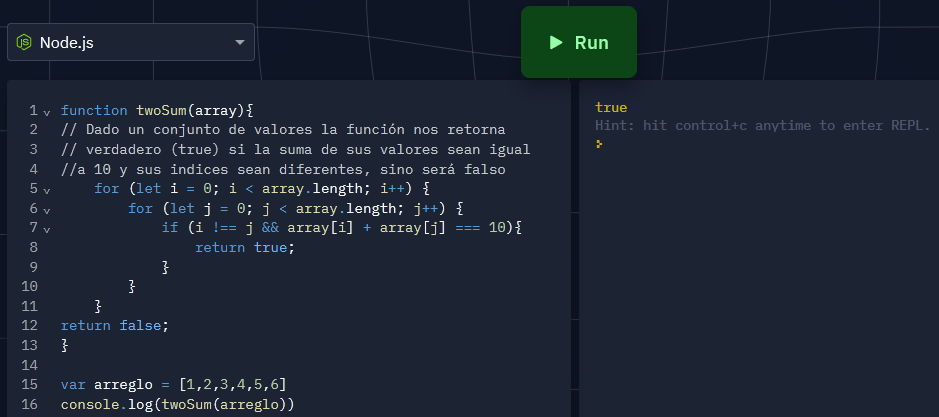 Node.js
Run
1 function twoSum(array){
2 // Dado un conjunto de valores la función nos retorna
3 // verdadero (true) si la suma de sus valores sean igual
4 //a 10 y sus indices sean diferentes, sino será falso
5     for (let i = 0; i < array.length; i++) {
6         for (let j = 0; j < array.length; j++) {
7             if (i !== j && array[i] + array[j] === 10){
8                 return true;
9             }
10         }
11     }
12 return false;
13 }
14
15 var arreglo = [1,2,3,4,5,6]
16 console.log(twoSum(arreglo))
true
Hint: hit control+c anytime to enter REPL.
>